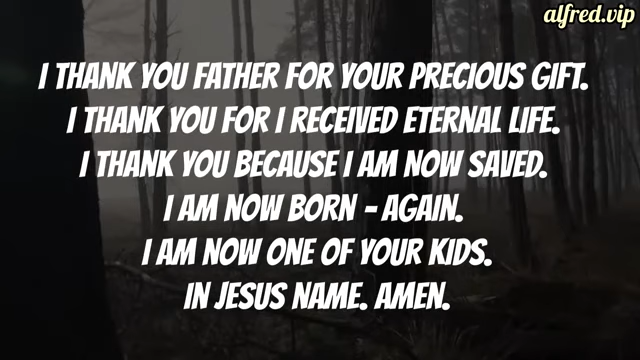 alfred.vip
I THANK YOU FATHER FOR YOUR PRECIOUS GIFT.
I THANK YOU FOR I RECEIVED ETERNAL LIFE.
I THANK YOU BECAUSE I AM NOW SAVED.
I AM NOW BORN - AGAIN.
I AM NOW ONE OF YOUR KIDS.
IN JESUS NAME. AMEN.